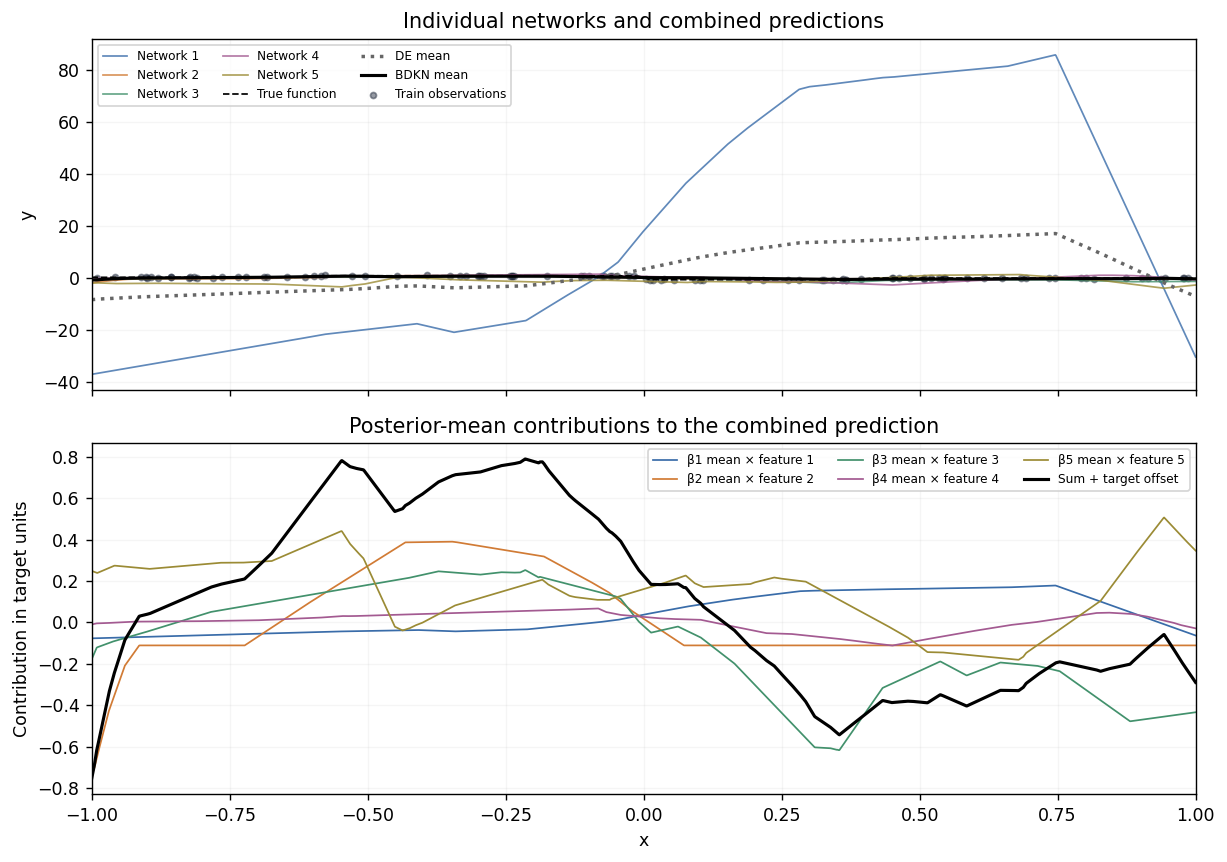 Individual networks and combined predictions
Network 1
Network 2
Network 3
Network 4
Network 5
True function
DE mean
BDKN mean
Train observations
80
60
40
20
0
−20
−40
y
Posterior-mean contributions to the combined prediction
β1 mean × feature 1
β2 mean × feature 2
β3 mean × feature 3
β4 mean × feature 4
β5 mean × feature 5
Sum + target offset
0.8
0.6
0.4
0.2
0.0
−0.2
−0.4
−0.6
−0.8
Contribution in target units
−1.00 −0.75 −0.50 −0.25 0.00 0.25 0.50 0.75 1.00
x